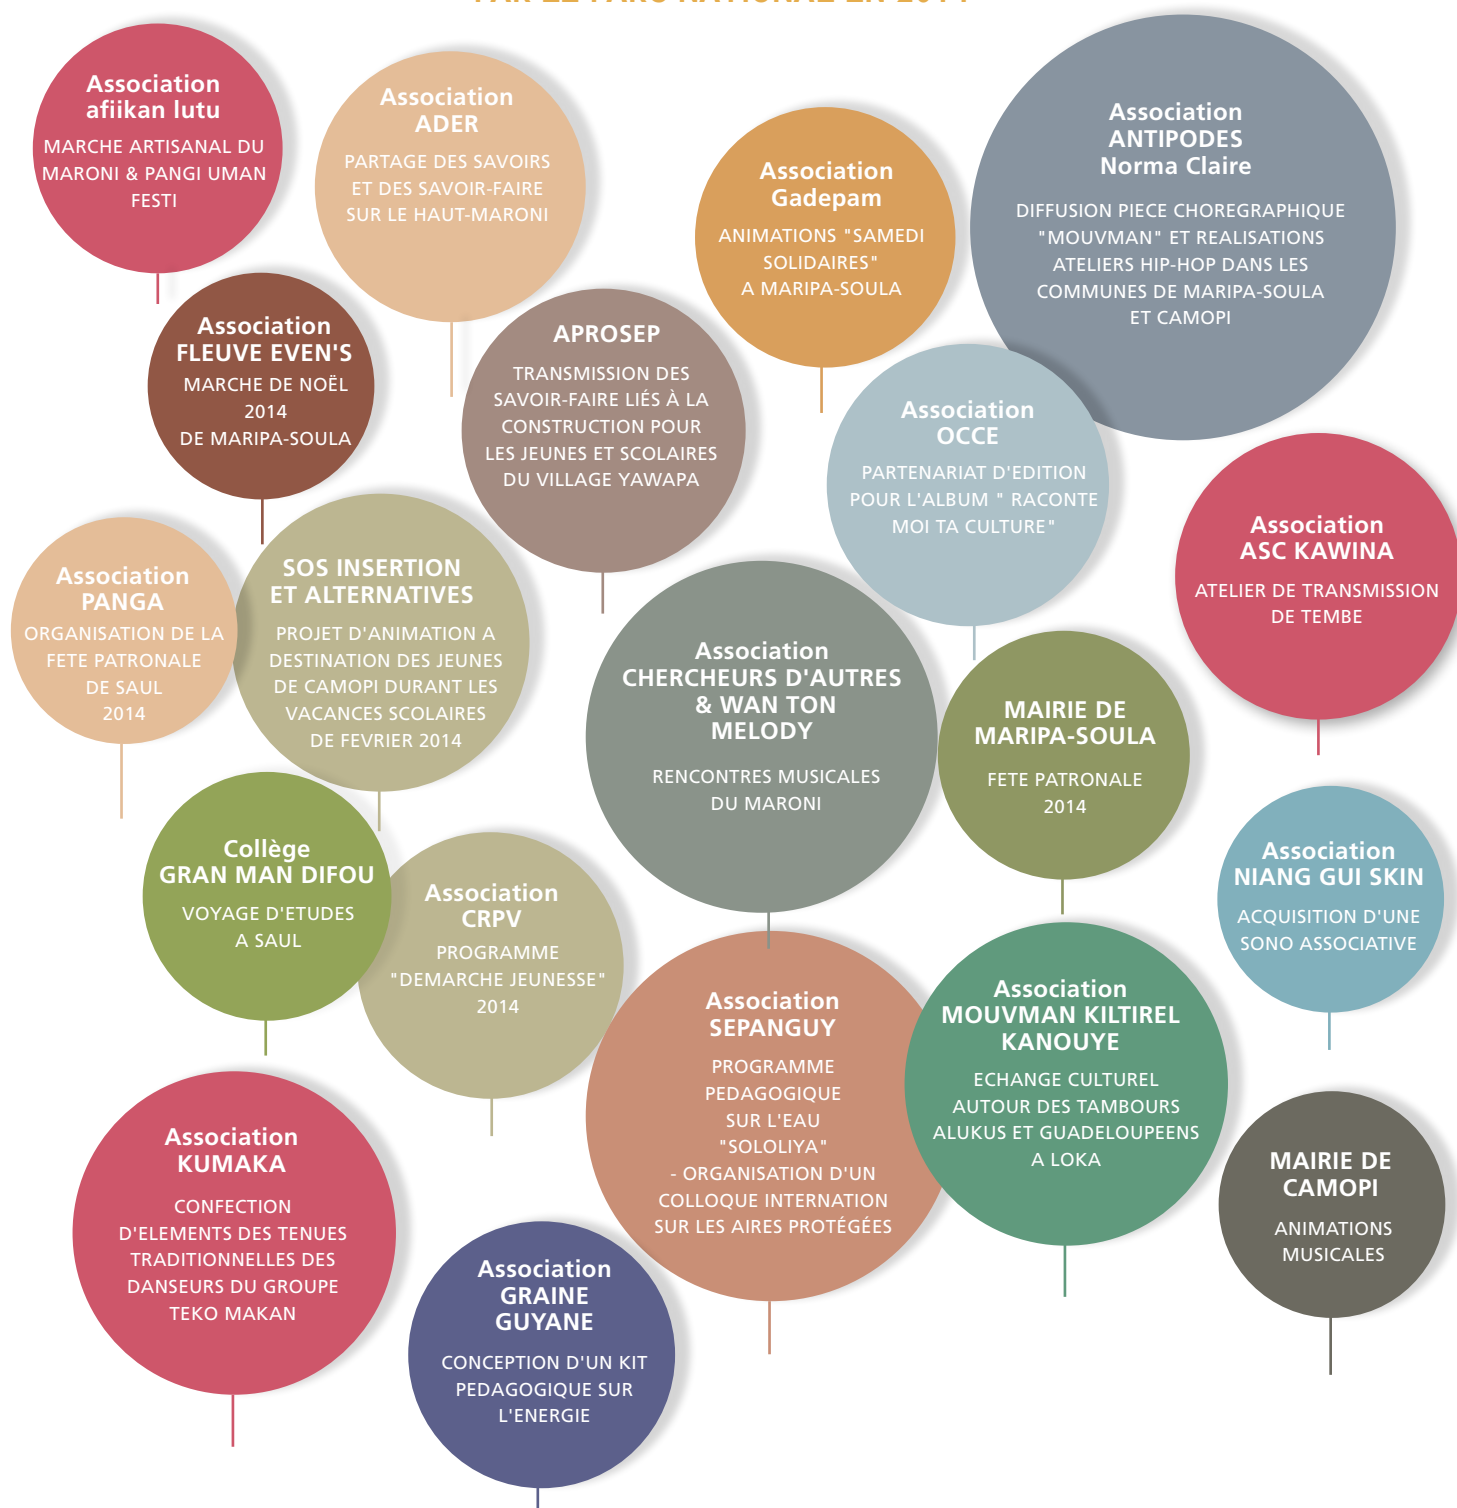 PAR LE PARC NATIONAL EN 2014
Association
afiikan lutu
MARCHE ARTISANAL DU
MARONI & PANGI UMAN
FESTI
Association
ADER
PARTAGE DES SAVOIRS
ET DES SAVOIR-FAIRE
SUR LE HAUT-MARONI
Association
Gadepam
ANIMATIONS "SAMEDI
SOLIDAIRES"
A MARIPA-SOULA
Association
ANTIPODES
Norma Claire
DIFFUSION PIECE CHOREGRAPHIQUE
"MOUVMAN" ET REALISATIONS
ATELIERS HIP-HOP DANS LES
COMMUNES DE MARIPA-SOULA
ET CAMOPI
Association
FLEUVE EVEN'S
MARCHE DE NOËL
2014
DE MARIPA-SOULA
APROSEP
TRANSMISSION DES
SAVOIR-FAIRE LIÉS À LA
CONSTRUCTION POUR
LES JEUNES ET SCOLAIRES
DU VILLAGE YAWAPA
Association
OCCE
PARTENARIAT D'EDITION
POUR L'ALBUM " RACONTE
MOI TA CULTURE"
Association
ASC KAWINA
ATELIER DE TRANSMISSION
DE TEMBE
Association
PANGA
ORGANISATION DE LA
FETE PATRONALE
DE SAUL
2014
SOS INSERTION
ET ALTERNATIVES
PROJET D'ANIMATION A
DESTINATION DES JEUNES
DE CAMOPI DURANT LES
VACANCES SCOLAIRES
DE FEVRIER 2014
Association
CHERCHEURS D'AUTRES
& WAN TON
MELODY
RENCONTRES MUSICALES
DU MARONI
MAIRIE DE
MARIPA-SOULA
FETE PATRONALE
2014
Collège
GRAN MAN DIFOU
VOYAGE D'ETUDES
A SAUL
Association
CRPV
PROGRAMME
"DEMARCHE JEUNESSE"
2014
Association
NIANG GUI SKIN
ACQUISITION D'UNE
SONO ASSOCIATIVE
Association
SEPANGUY
PROGRAMME
PEDAGOGIQUE
SUR L'EAU
"SOLOLIYA"
- ORGANISATION D'UN
COLLOQUE INTERNATION
SUR LES AIRES PROTÉGÉES
Association
MOUVMAN KILTIREL
KANOUYE
ECHANGE CULTUREL
AUTOUR DES TAMBOURS
ALUKUS ET GUADELOUPEENS
A LOKA
Association
KUMAKA
CONFECTION
D'ELEMENTS DES TENUES
TRADITIONNELLES DES
DANSEURS DU GROUPE
TEKO MAKAN
MAIRIE DE
CAMOPI
ANIMATIONS
MUSICALES
Association
GRAINE
GUYANE
CONCEPTION D'UN KIT
PEDAGOGIQUE SUR
L'ENERGIE